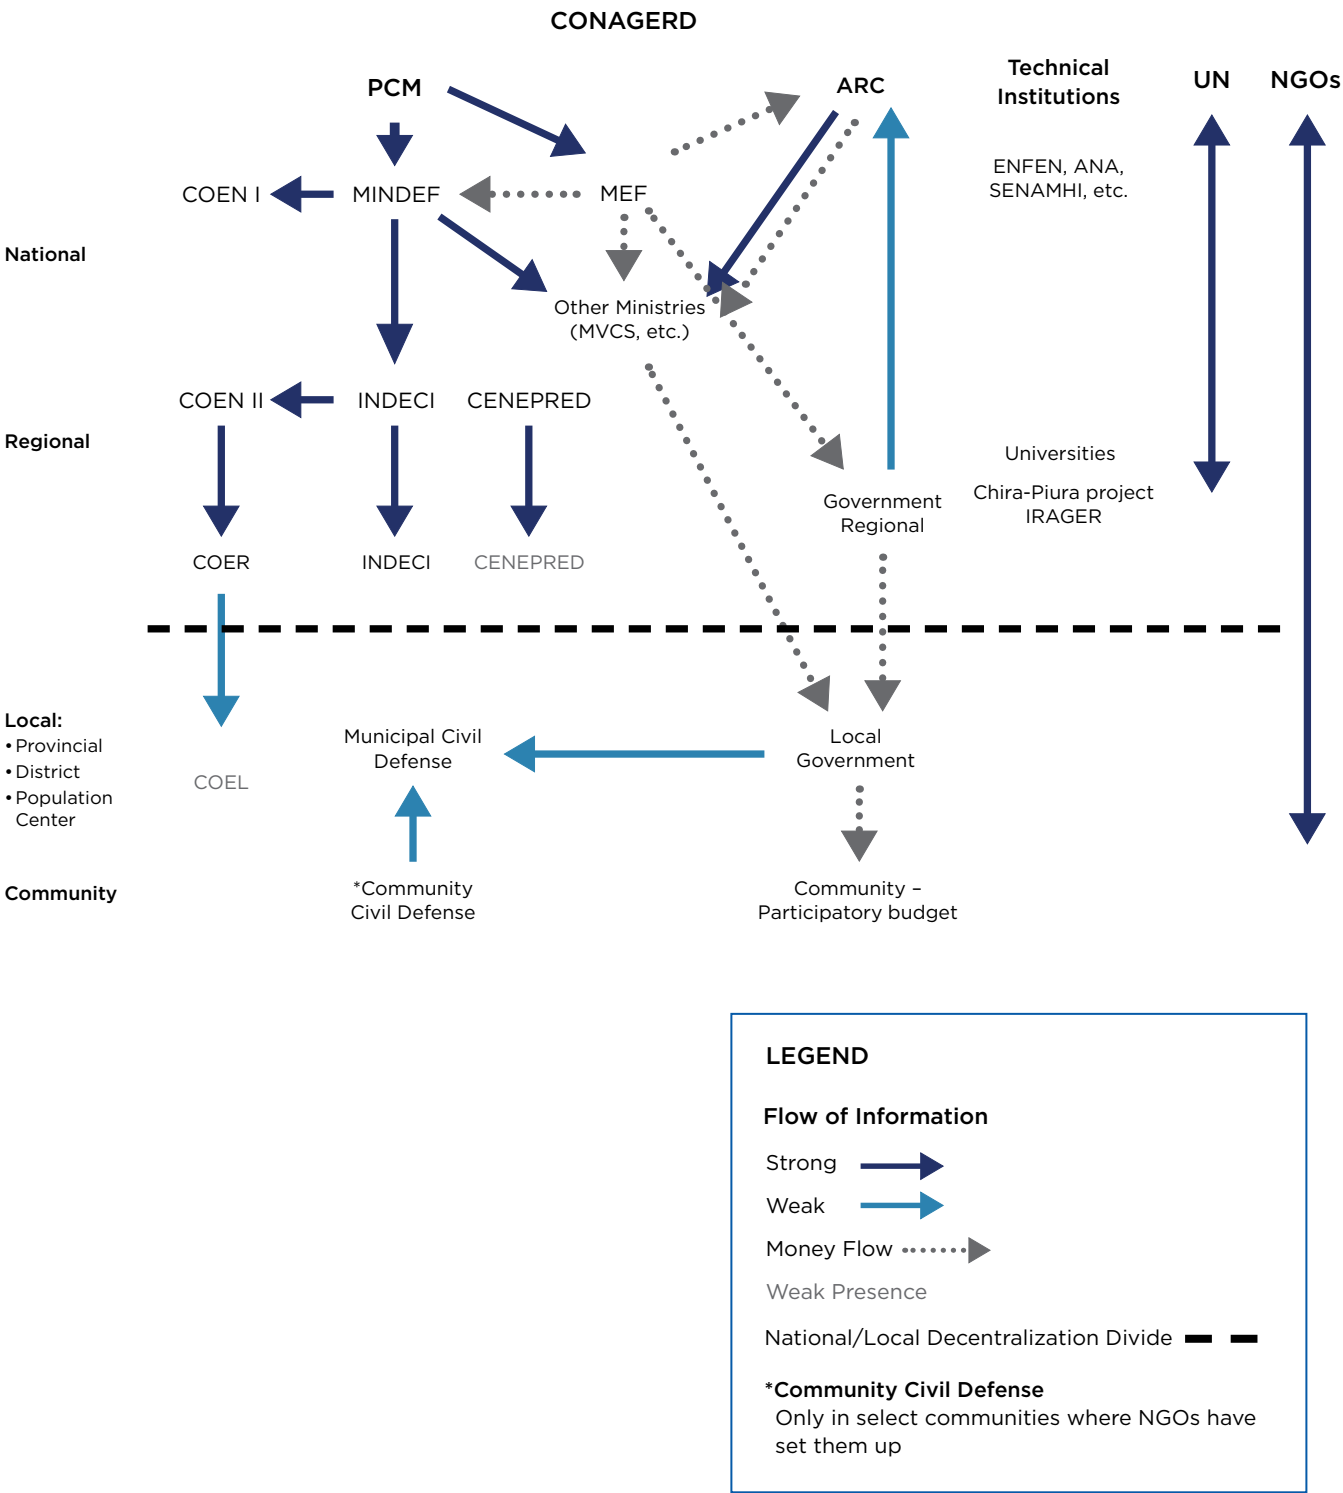 CONAGERD
PCM
ARC
Technical
Institutions
UN
NGOs
ENFEN, ANA,
SENAMHI, etc.
COEN I
MINDEF
MEF
National
Other Ministries
(MVCS, etc.)
COEN II
INDECI
CENEPRED
Regional
Universities
Chira-Piura project
IRAGER
Government
Regional
COER
INDECI
CENEPRED
Local:
• Provincial
• District
• Population
Center
COEL
Municipal Civil
Defense
Local
Government
Community
*Community
Civil Defense
Community –
Participatory budget
LEGEND
Flow of Information
Strong
Weak
Money Flow
Weak Presence
National/Local Decentralization Divide
*Community Civil Defense
Only in select communities where NGOs have
set them up